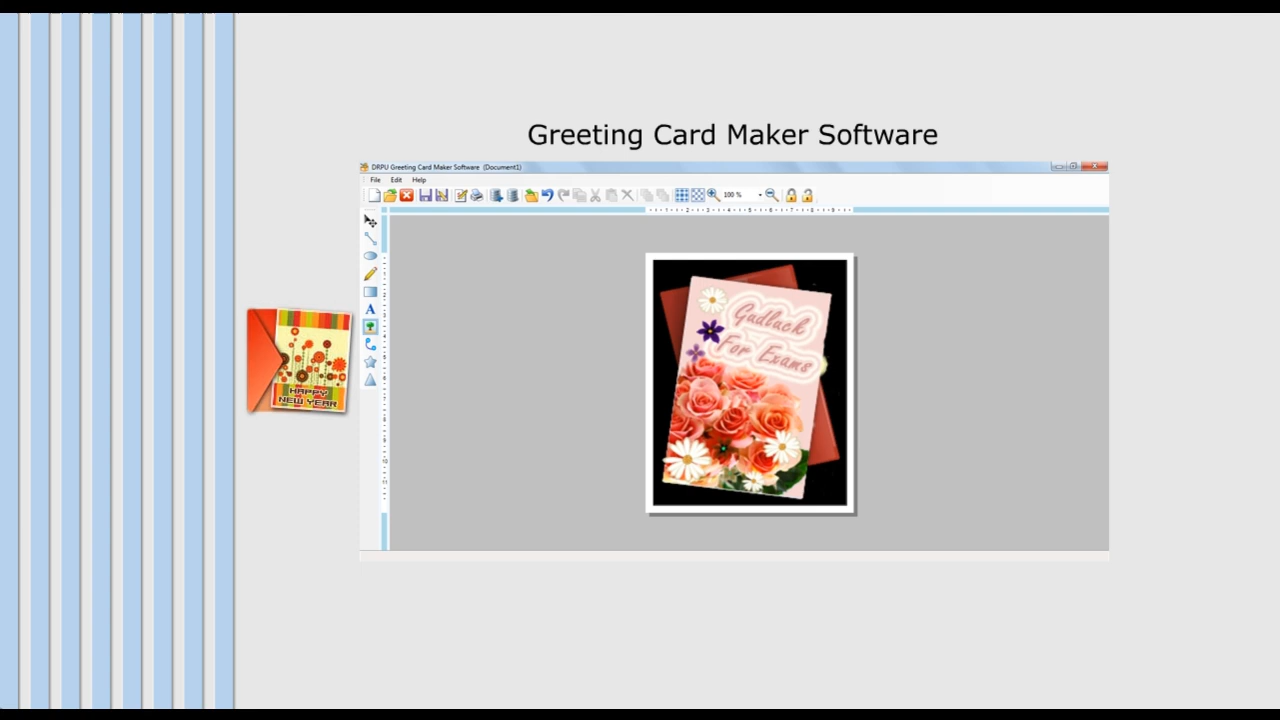 Greeting Card Maker Software
DRPU Greeting Card Maker Software (Document1)
File Edit Help
100 %
A
Gudluck
For Exams
HAPPY
NEW YEAR